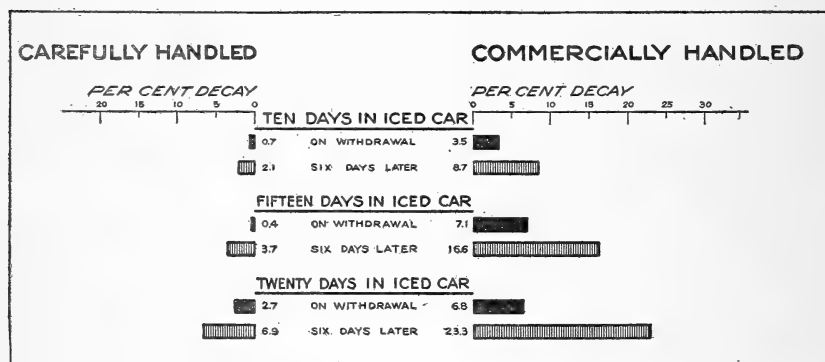 CAREFULLY HANDLED COMMERCIALLY HANDLED
PER CENT DECAY PER CENT DECAY
20 15 10 5 0 0 5 10 15 20 25 30
TEN DAYS IN ICED CAR
0.7 ON WITHDRAWAL 3.5
2.1 SIX DAYS LATER 8.7
FIFTEEN DAYS IN ICED CAR
0.4 ON WITHDRAWAL 7.1
3.7 SIX DAYS LATER 16.6
TWENTY DAYS IN ICED CAR
2.7 ON WITHDRAWAL 6.8
6.9 SIX DAYS LATER 23.3